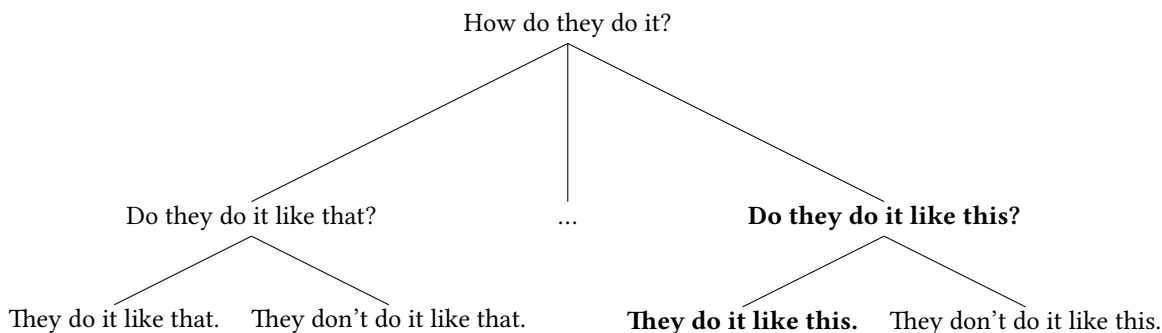 How do they do it?
Do they do it like that? ... Do they do it like this?
They do it like that. They don't do it like that. They do it like this. They don't do it like this.